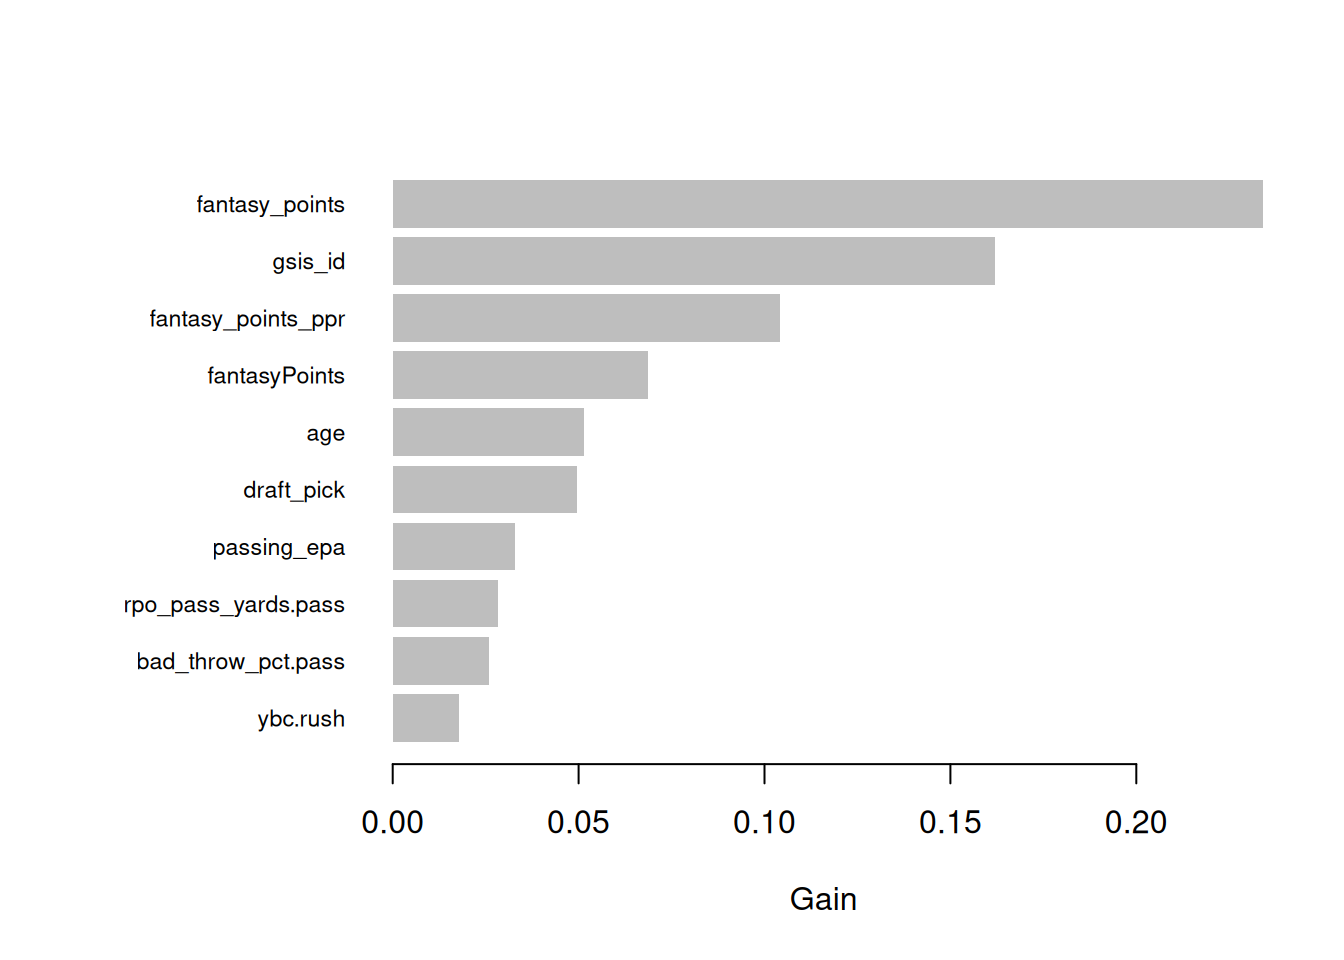 fantasy_points
gsis_id
fantasy_points_ppr
fantasyPoints
age
draft_pick
passing_epa
rpo_pass_yards.pass
bad_throw_pct.pass
ybc.rush
0.00 0.05 0.10 0.15 0.20
Gain